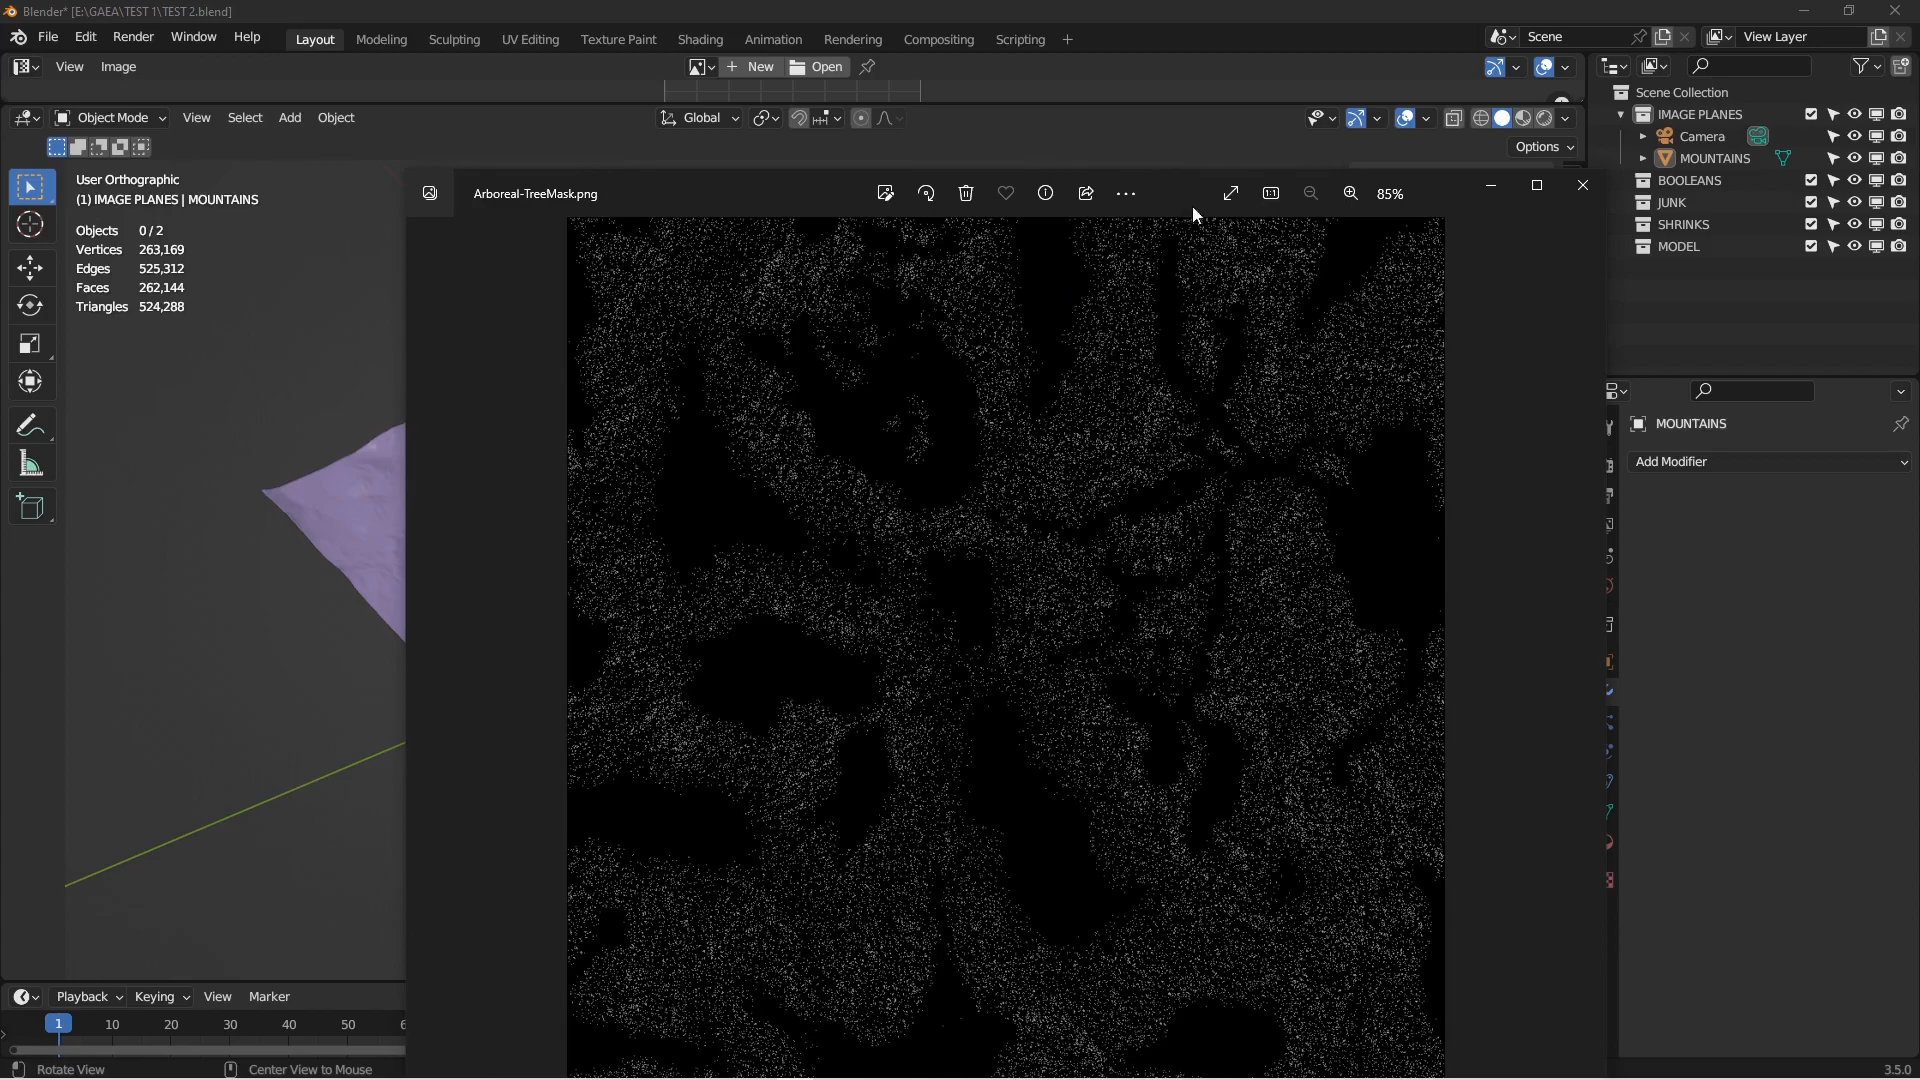 Blender* [E:\GAEA\TEST 1\TEST 2.blend]
File Edit Render Window Help Layout Modeling Sculpting UV Editing Texture Paint Shading Animation Rendering Compositing Scripting + Scene View Layer
View Image New Open
Scene Collection
Object Mode View Select Add Object Global
IMAGE PLANES
Camera
Options
MOUNTAINS
User Orthographic
BOOLEANS
(1) IMAGE PLANES | MOUNTAINS
Arboreal-TreeMask.png 85%
JUNK
Objects 0/2
SHRINKS
Vertices 263,169
MODEL
Edges 525,312
Faces 262,144
Triangles 524,288
MOUNTAINS
Add Modifier
Playback Keying View Marker
1 10 20 30 40 50
Rotate View Center View to Mouse 3.5.0